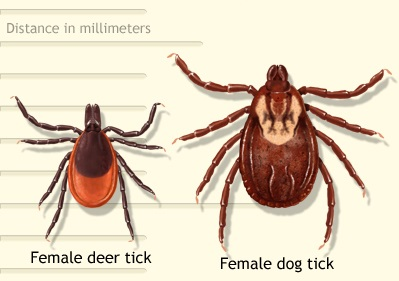 Distance in millimeters
Female deer tick
Female dog tick